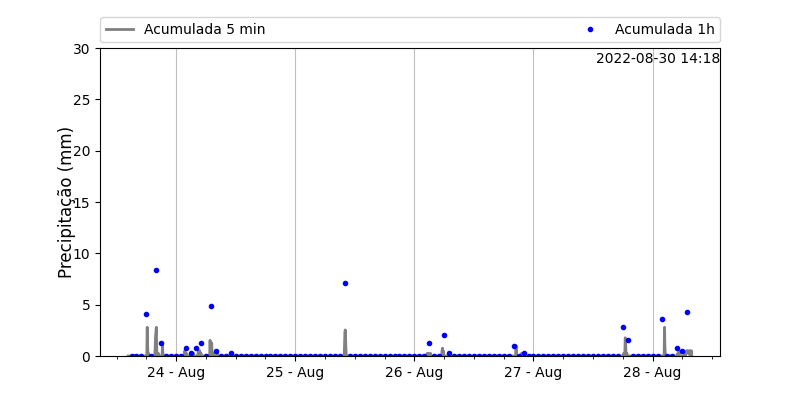 Acumulada 5 min
Acumulada 1h
2022-08-30 14:18
Precipitação (mm)
30
25
20
15
10
5
0
24 - Aug
25 - Aug
26 - Aug
27 - Aug
28 - Aug